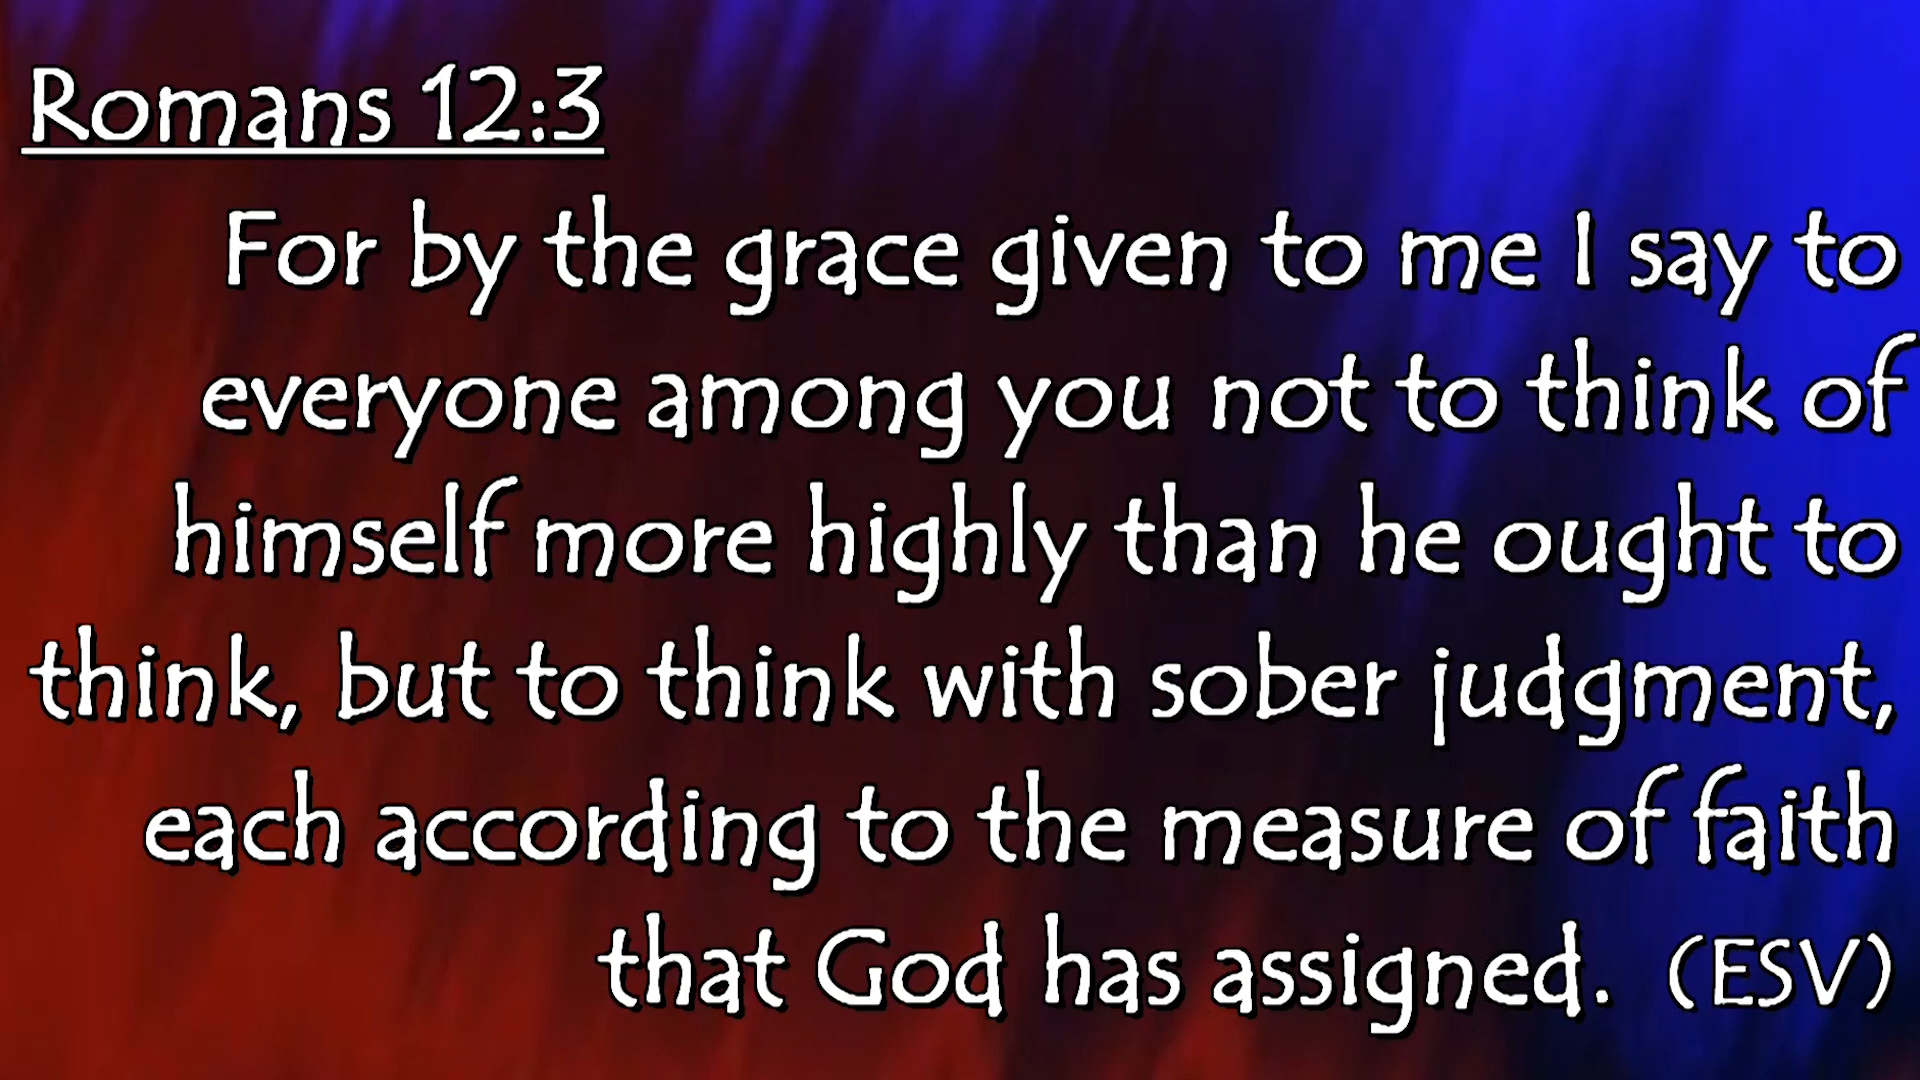 Romans 12:3
For by the grace given to me I say to
everyone among you not to think of
himself more highly than he ought to
think, but to think with sober judgment,
each according to the measure of faith
that God has assigned. (ESV)